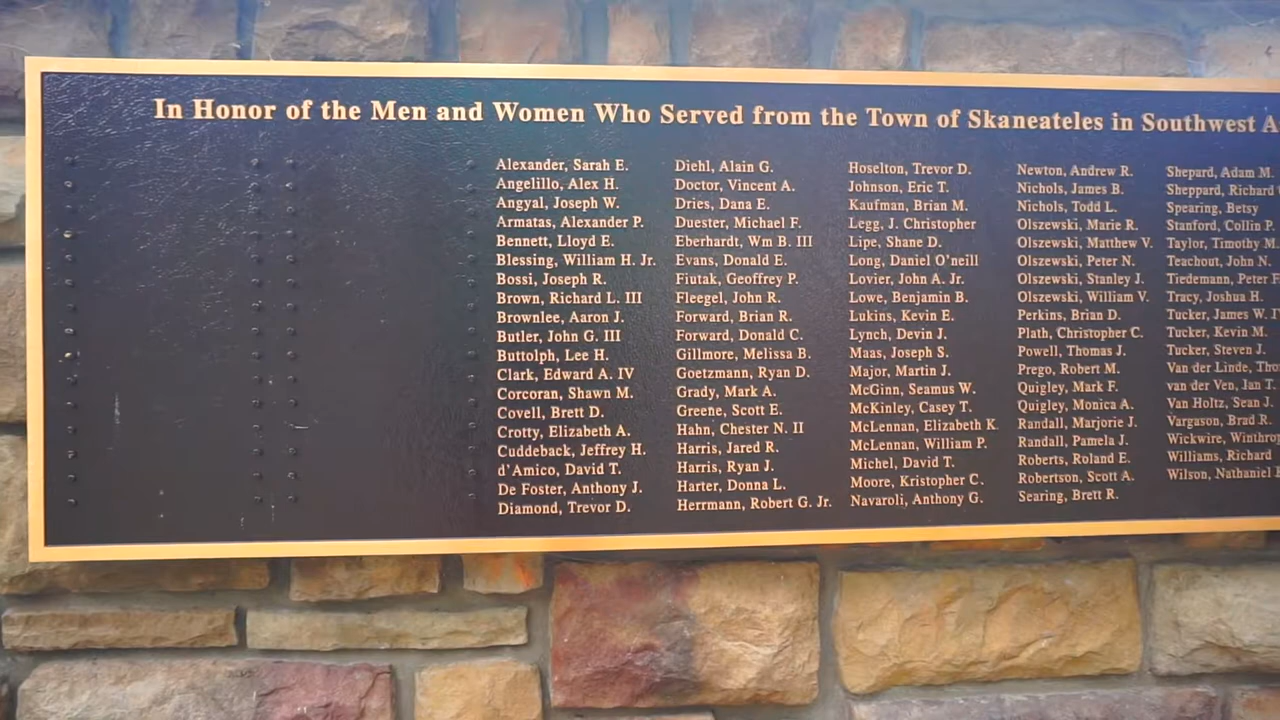 In Honor of the Men and Women Who Served from the Town of Skaneateles in Southwest
Alexander, Sarah E.
Angelillo, Alex H.
Angyal, Joseph W.
Armatas, Alexander P.
Bennett, Lloyd E.
Blessing, William H. Jr.
Bossi, Joseph R.
Brown, Richard L. III
Brownlee, Aaron J.
Butler, John G. III
Buttolph, Lee H.
Clark, Edward A. IV
Corcoran, Shawn M.
Covell, Brett D.
Crotty, Elizabeth A.
Cuddeback, Jeffrey H.
d'Amico, David T.
De Foster, Anthony J.
Diamond, Trevor D.
Diehl, Alain G.
Doctor, Vincent A.
Dries, Dana E.
Duester, Michael F.
Eberhardt, Wm B. III
Evans, Donald E.
Fiutak, Geoffrey P.
Fleegel, John R.
Forward, Brian R.
Forward, Donald C.
Gillmore, Melissa B.
Goetzmann, Ryan D.
Grady, Mark A.
Greene, Scott E.
Hahn, Chester N. II
Harris, Jared R.
Harris, Ryan J.
Harter, Donna L.
Herrmann, Robert G. Jr.
Hoselton, Trevor D.
Johnson, Eric T.
Kaufman, Brian M.
Legg, J. Christopher
Lipe, Shane D.
Long, Daniel O'neill
Lovier, John A. Jr.
Lowe, Benjamin B.
Lukins, Kevin E.
Lynch, Devin J.
Maas, Joseph S.
Major, Martin J.
McGinn, Seamus W.
McKinley, Casey T.
McLennan, Elizabeth K.
McLennan, William P.
Michel, David T.
Moore, Kristopher C.
Navaroli, Anthony G.
Newton, Andrew R.
Nichols, James B.
Nichols, Todd L.
Olszewski, Marie R.
Olszewski, Matthew V.
Olszewski, Peter N.
Olszewski, Stanley J.
Olszewski, William V.
Perkins, Brian D.
Plath, Christopher C.
Powell, Thomas J.
Prego, Robert M.
Quigley, Mark F.
Quigley, Monica A.
Randall, Marjorie J.
Randall, Pamela J.
Roberts, Roland E.
Robertson, Scott A.
Searing, Brett R.
Shepard, Adam M.
Sheppard, Richard
Spearing, Betsy
Stanford, Collin P.
Taylor, Timothy M.
Teachout, John N.
Tiedemann, Peter
Tracy, Joshua H.
Tucker, James W.
Tucker, Kevin M.
Tucker, Steven J.
Van der Linde,
van der Ven, Jan T.
Van Holtz, Sean J.
Vargason, Brad R.
Wickwire,
Williams, Richard
Wilson, Nathaniel